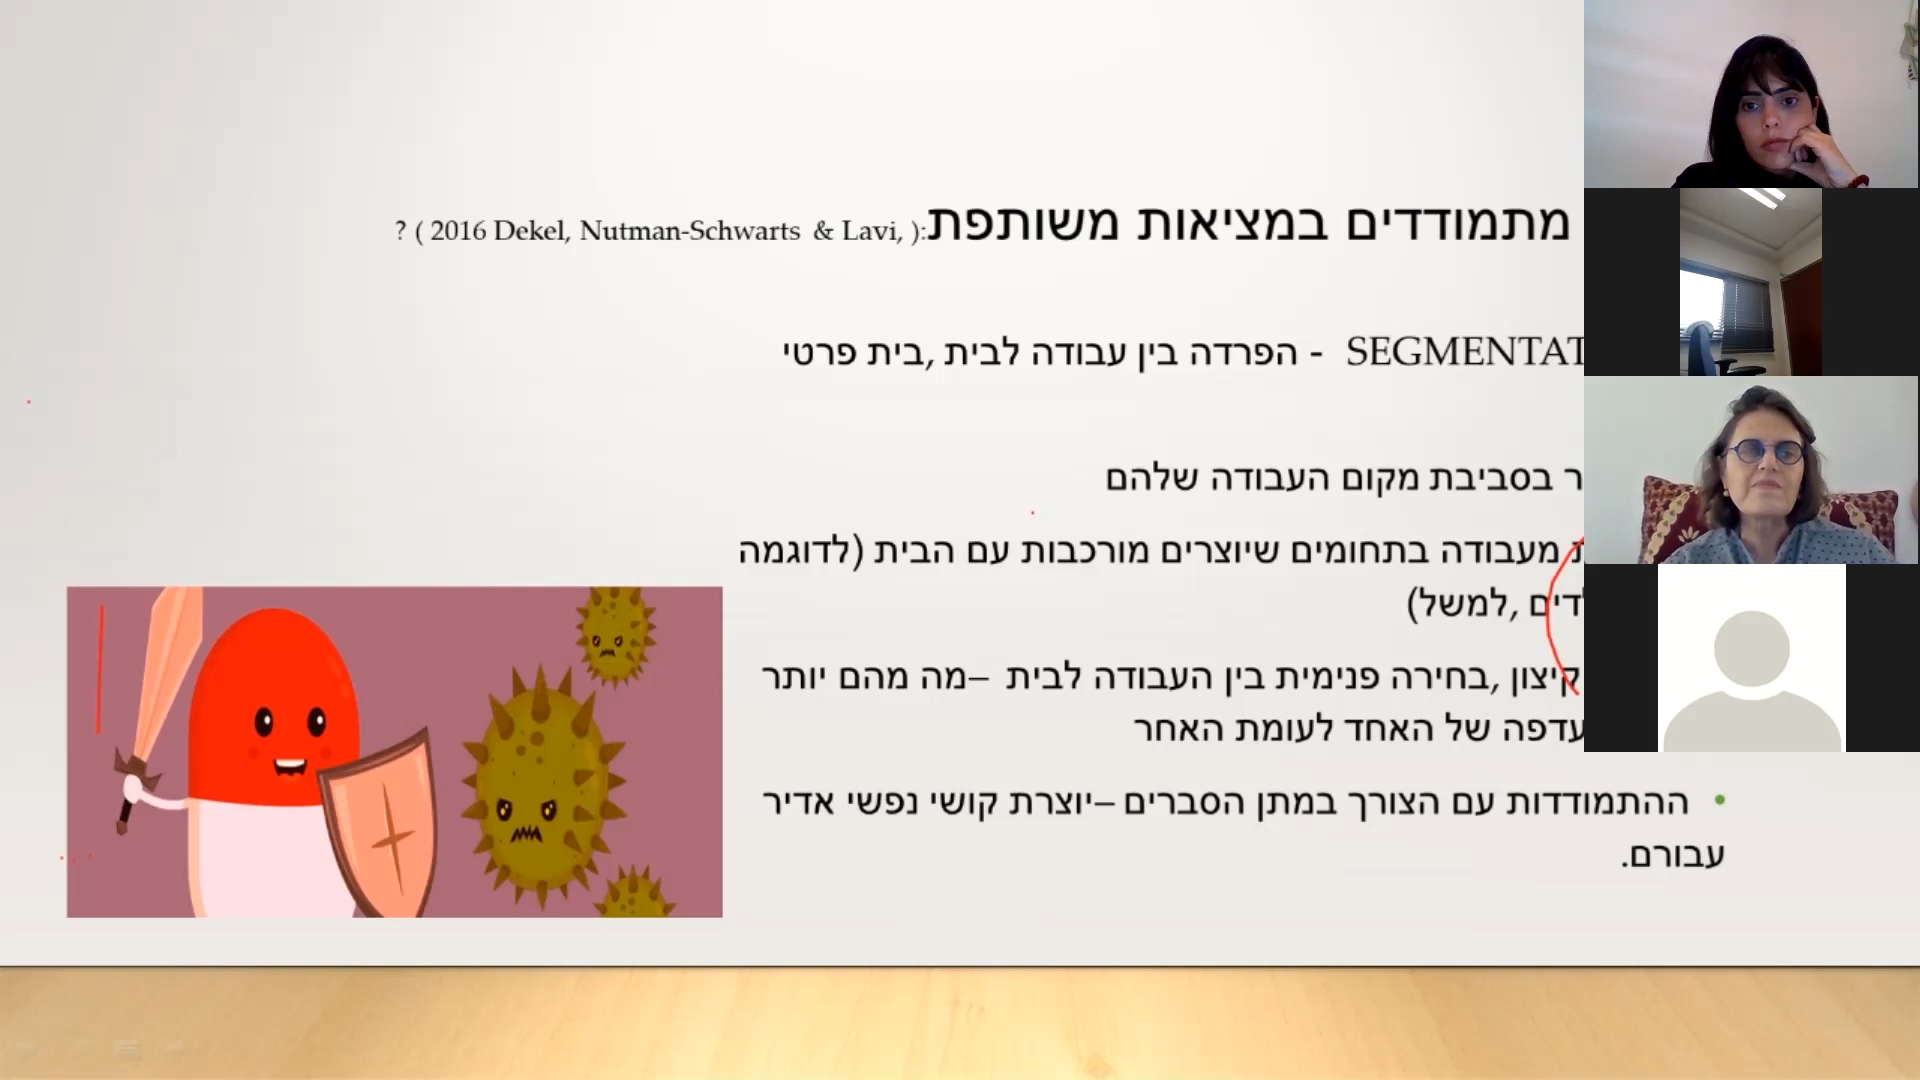 מתמודדים במציאות משותפת:( 2016 Dekel, Nutman-Schwarts & Lavi, ) ?
SEGMENTAT - הפרדה בין עבודה לבית ,בית פרטי
ר בסביבת מקום העבודה שלהם
מעבודה בתחומים שיוצרים מורכבות עם הבית (לדוגמה
דים ,למשל)
קיצון ,בחירה פנימית בין העבודה לבית –מה מהם יותר
עדפה של האחד לעומת האחר
• ההתמודדות עם הצורך במתן הסברים –יוצרת קושי נפשי אדיר
עבורם.